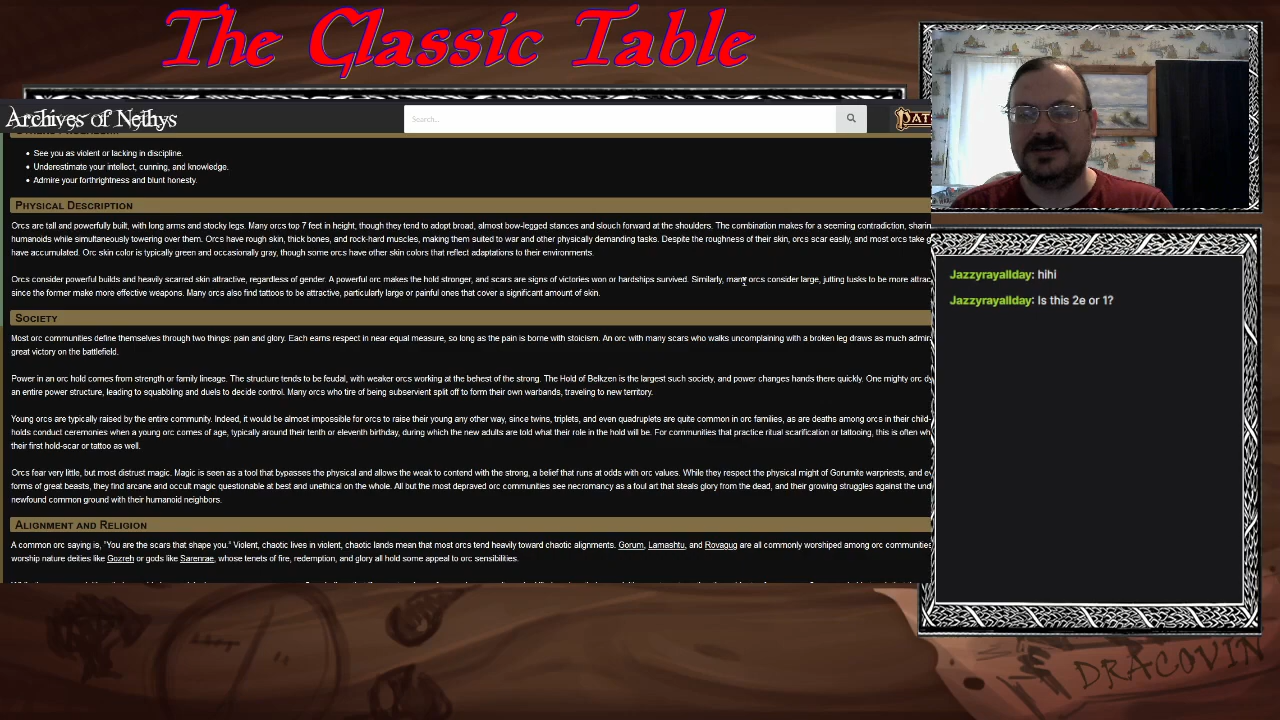 The Classic Table
Archives of Nethys
Search...
See you as violent or lacking in discipline.
Underestimate your intellect, cunning, and knowledge.
Admire your forthrightness and blunt honesty.
Physical Description
Orcs are tall and powerfully built, with long arms and stocky legs. Many orcs top 7 feet in height, though they tend to adopt broad, almost bow-legged stances and slouch forward at the shoulders. The combination makes for a seeming contradiction,
humanoids while simultaneously towering over them. Orcs have rough skin, thick bones, and rock-hard muscles, making them suited to war and other physically demanding tasks. Despite the roughness of their skin, orcs scar easily, and most orcs take
have accumulated. Orc skin color is typically green and occasionally gray, though some orcs have other skin colors that reflect adaptations to their environments.
Orcs consider powerful builds and heavily scarred skin attractive, regardless of gender. A powerful orc makes the hold stronger, and scars are signs of victories won or hardships survived. Similarly, many orcs consider large, jutting tusks to be more
since the former make more effective weapons. Many orcs also find tattoos to be attractive, particularly large or painful ones that cover a significant amount of skin.
Society
Most orc communities define themselves through two things: pain and glory. Each earns respect in near equal measure, so long as the pain is borne with stoicism. An orc with many scars who walks uncomplaining with a broken leg draws as much
great victory on the battlefield.
Power in an orc hold comes from strength or family lineage. The structure tends to be feudal, with weaker orcs working at the behest of the strong. The Hold of Belkzen is the largest such society, and power changes hands there quickly. One mighty orc
an entire power structure, leading to squabbling and duels to decide control. Many orcs who tire of being subservient split off to form their own warbands, traveling to new territory.
Young orcs are typically raised by the entire community. Indeed, it would be almost impossible for orcs to raise their young any other way, since twins, triplets, and even quadruplets are quite common in orc families, as are deaths among orcs in their child-
holds conduct ceremonies when a young orc comes of age, typically around their tenth or eleventh birthday, during which the new adults are told what their role in the hold will be. For communities that practice ritual scarification or tattooing, this is often
their first hold-scar or tattoo as well.
Orcs fear very little, but most distrust magic. Magic is seen as a tool that bypasses the physical and allows the weak to contend with the strong, a belief that runs at odds with orc values. While they respect the physical might of Gorumite warpriests, and
forms of great beasts, they find arcane and occult magic questionable at best and unethical on the whole. All but the most depraved orc communities see necromancy as a foul art that steals glory from the dead, and their growing struggles against the
newfound common ground with their humanoid neighbors.
Alignment and Religion
A common orc saying is, "You are the scars that shape you." Violent, chaotic lives in violent, chaotic lands mean that most orcs tend heavily toward chaotic alignments. Gorum, Lamashtu, and Rovagug are all commonly worshiped among orc communities
worship nature deities like Gozreh or gods like Sarenrae, whose tenets of fire, redemption, and glory all hold some appeal to orc sensibilities.
Jazzyrayallday: hihi
Jazzyrayallday: Is this 2e or 1?
DRACOVIN